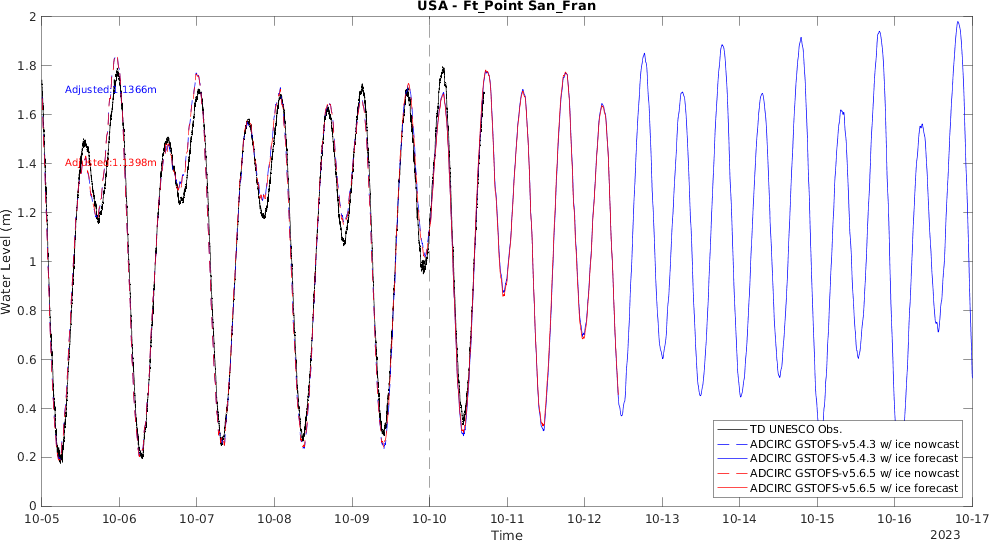 USA - Ft_Point San_Fran
2
1.8
1.6
1.4
1.2
1
0.8
0.6
0.4
0.2
0
Water Level (m)
Adjusted:1.1366m
Adjusted:1.1398m
TD UNESCO Obs.
ADCIRC GSTOFS-v5.4.3 w/ ice nowcast
ADCIRC GSTOFS-v5.4.3 w/ ice forecast
ADCIRC GSTOFS-v5.6.5 w/ ice nowcast
ADCIRC GSTOFS-v5.6.5 w/ ice forecast
10-05 10-06 10-07 10-08 10-09 10-10 10-11 10-12 10-13 10-14 10-15 10-16 10-17
Time
2023